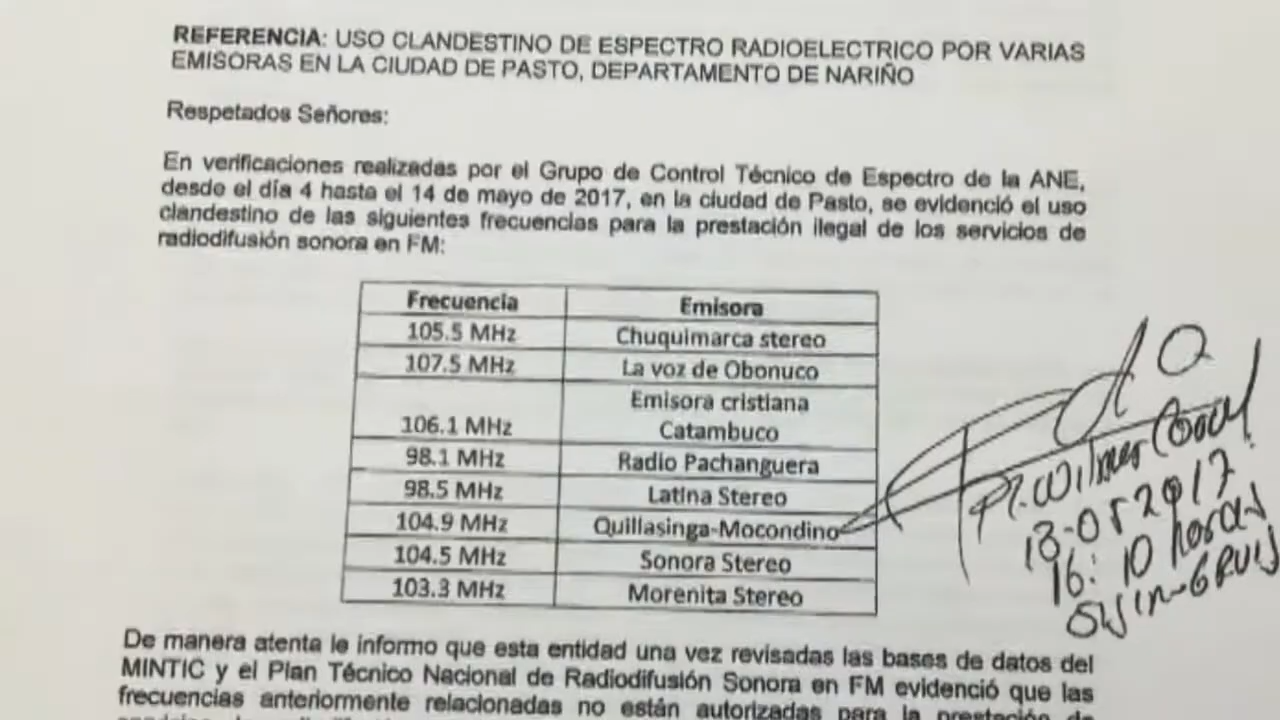 REFERENCIA: USO CLANDESTINO DE ESPECTRO RADIOELECTRICO POR VARIAS
EMISORAS EN LA CIUDAD DE PASTO, DEPARTAMENTO DE NARIÑO
Respetados Señores:
En verificaciones realizadas por el Grupo de Control Técnico de Espectro de la ANE,
desde el día 4 hasta el 14 de mayo de 2017, en la ciudad de Pasto, se evidenció el uso
clandestino de las siguientes frecuencias para la prestación ilegal de los servicios de
radiodifusión sonora en FM:
Frecuencia Emisora
105.5 MHz Chuquimarca stereo
107.5 MHz La voz de Obonuco
106.1 MHz Emisora cristiana
Catambuco
98.1 MHz Radio Pachanguera
98.5 MHz Latina Stereo
104.9 MHz Quillasinga-Mocondino
104.5 MHz Sonora Stereo
103.3 MHz Morenita Stereo
PT. Wilmer
18-05 2017
16:10 horas
De manera atenta le informo que esta entidad una vez revisadas las bases de datos del
MINTIC y el Plan Técnico Nacional de Radiodifusión Sonora en FM evidenció que las
frecuencias anteriormente relacionadas no están autorizadas para la prestación de